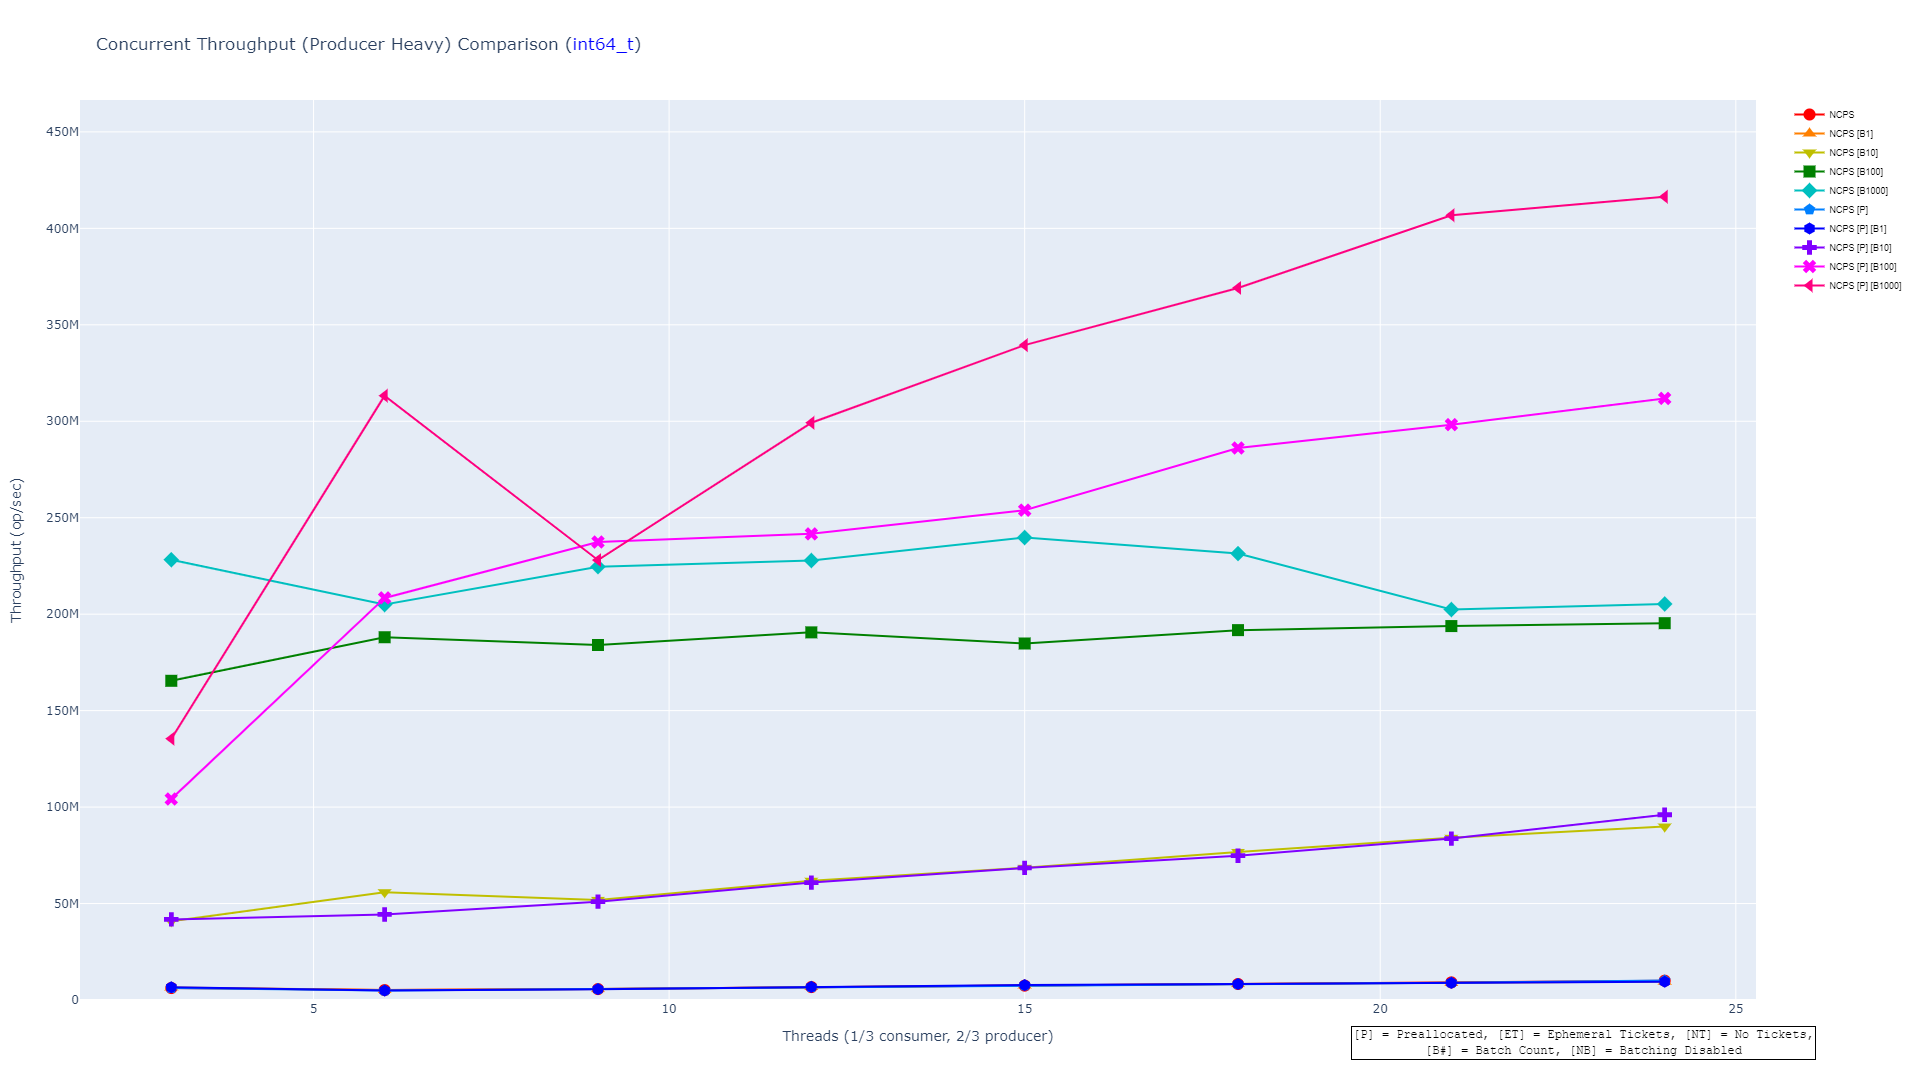 Concurrent Throughput (Producer Heavy) Comparison (int64_t)
Throughput (op/sec)
450M
400M
350M
300M
250M
200M
150M
100M
50M
0
5
10
15
20
25
Threads (1/3 consumer, 2/3 producer)
NCPS
NCPS [B1]
NCPS [B10]
NCPS [B100]
NCPS [B1000]
NCPS [P]
NCPS [P] [B1]
NCPS [P] [B10]
NCPS [P] [B100]
NCPS [P] [B1000]
[P] = Preallocated, [ET] = Ephemeral Tickets, [NT] = No Tickets,
[B#] = Batch Count, [NB] = Batching Disabled